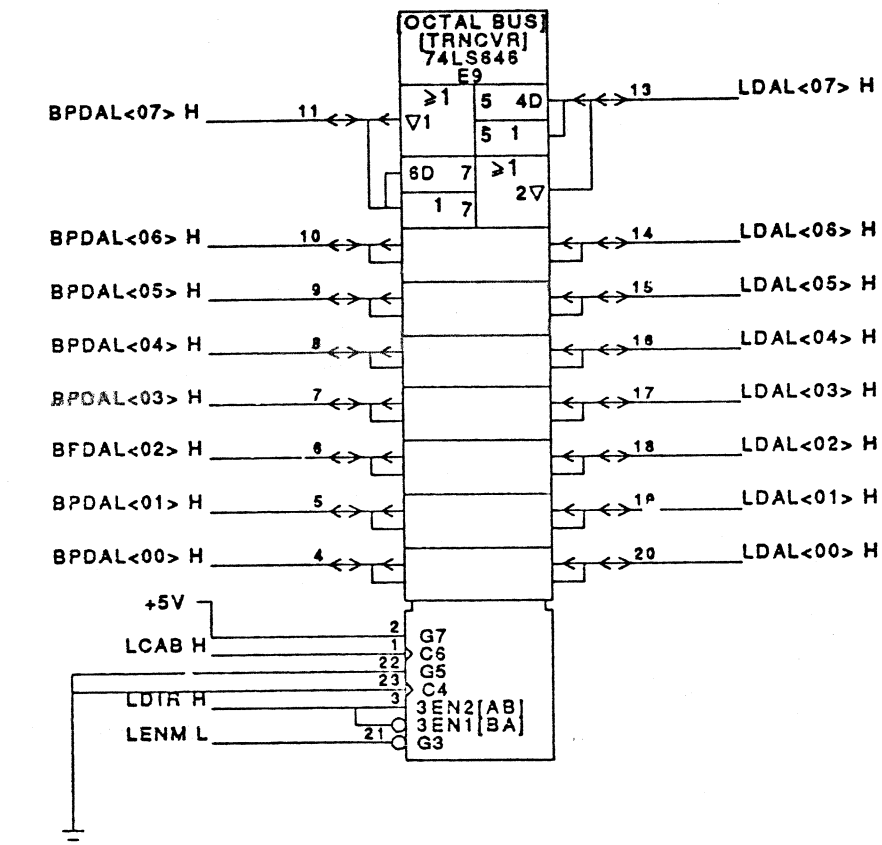 [OCTAL BUS]
[TRNCVR]
74LS646
E9
BPDAL<07> H 11 ≥1 ▽1 5 4D 13 LDAL<07> H
5 1
6D 7 ≥1
1 7 2▽
BPDAL<06> H 10 14 LDAL<06> H
BPDAL<05> H 9 15 LDAL<05> H
BPDAL<04> H 8 16 LDAL<04> H
BPDAL<03> H 7 17 LDAL<03> H
BPDAL<02> H 6 18 LDAL<02> H
BPDAL<01> H 5 19 LDAL<01> H
BPDAL<00> H 4 20 LDAL<00> H
+5V
2 G7
LCAB H 1 C6
22 G5
23 C4
LDIR H 3 3EN2[AB]
3EN1[BA]
LENM L 21 G3